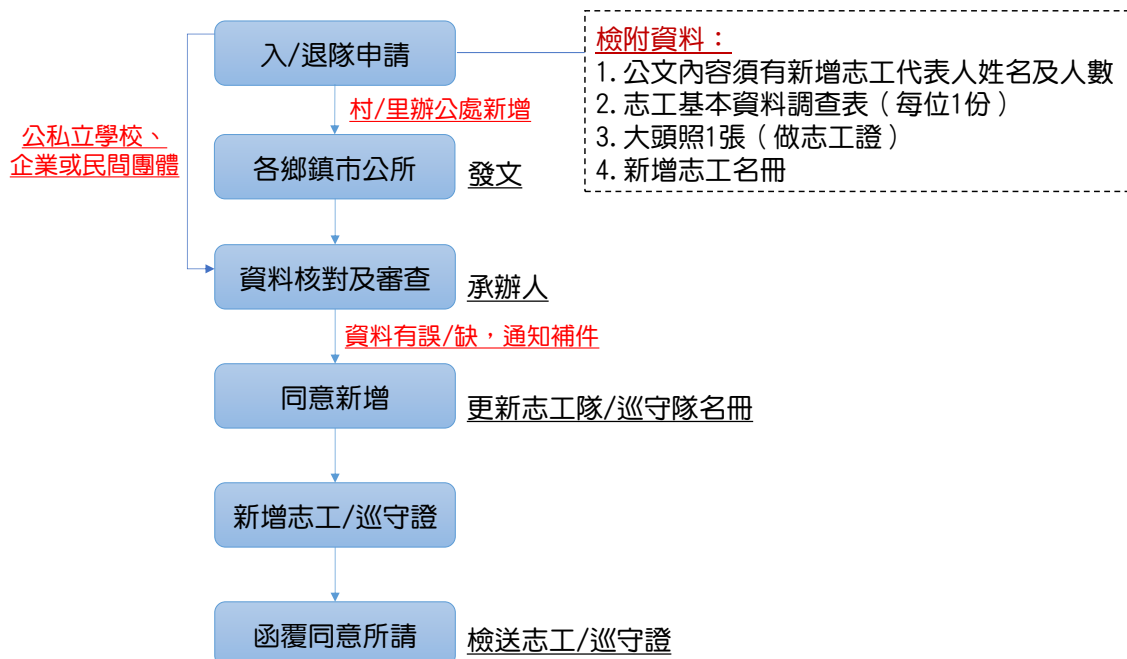 入/退隊申請
檢附資料：
1.公文內容須有新增志工代表人姓名及人數
2.志工基本資料調查表（每位1份）
3.大頭照1張（做志工證）
4.新增志工名冊
村/里辦公處新增
公私立學校、
企業或民間團體
各鄉鎮市公所
發文
資料核對及審查
承辦人
資料有誤/缺，通知補件
同意新增
更新志工隊/巡守隊名冊
新增志工/巡守證
函覆同意所請
檢送志工/巡守證